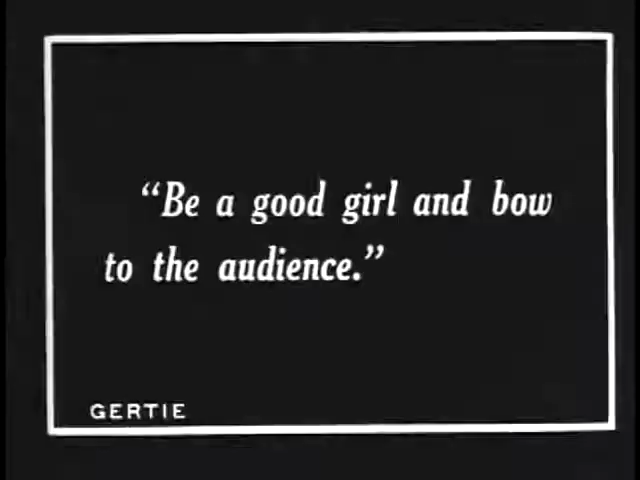 “Be a good girl and bow
to the audience.”
GERTIE